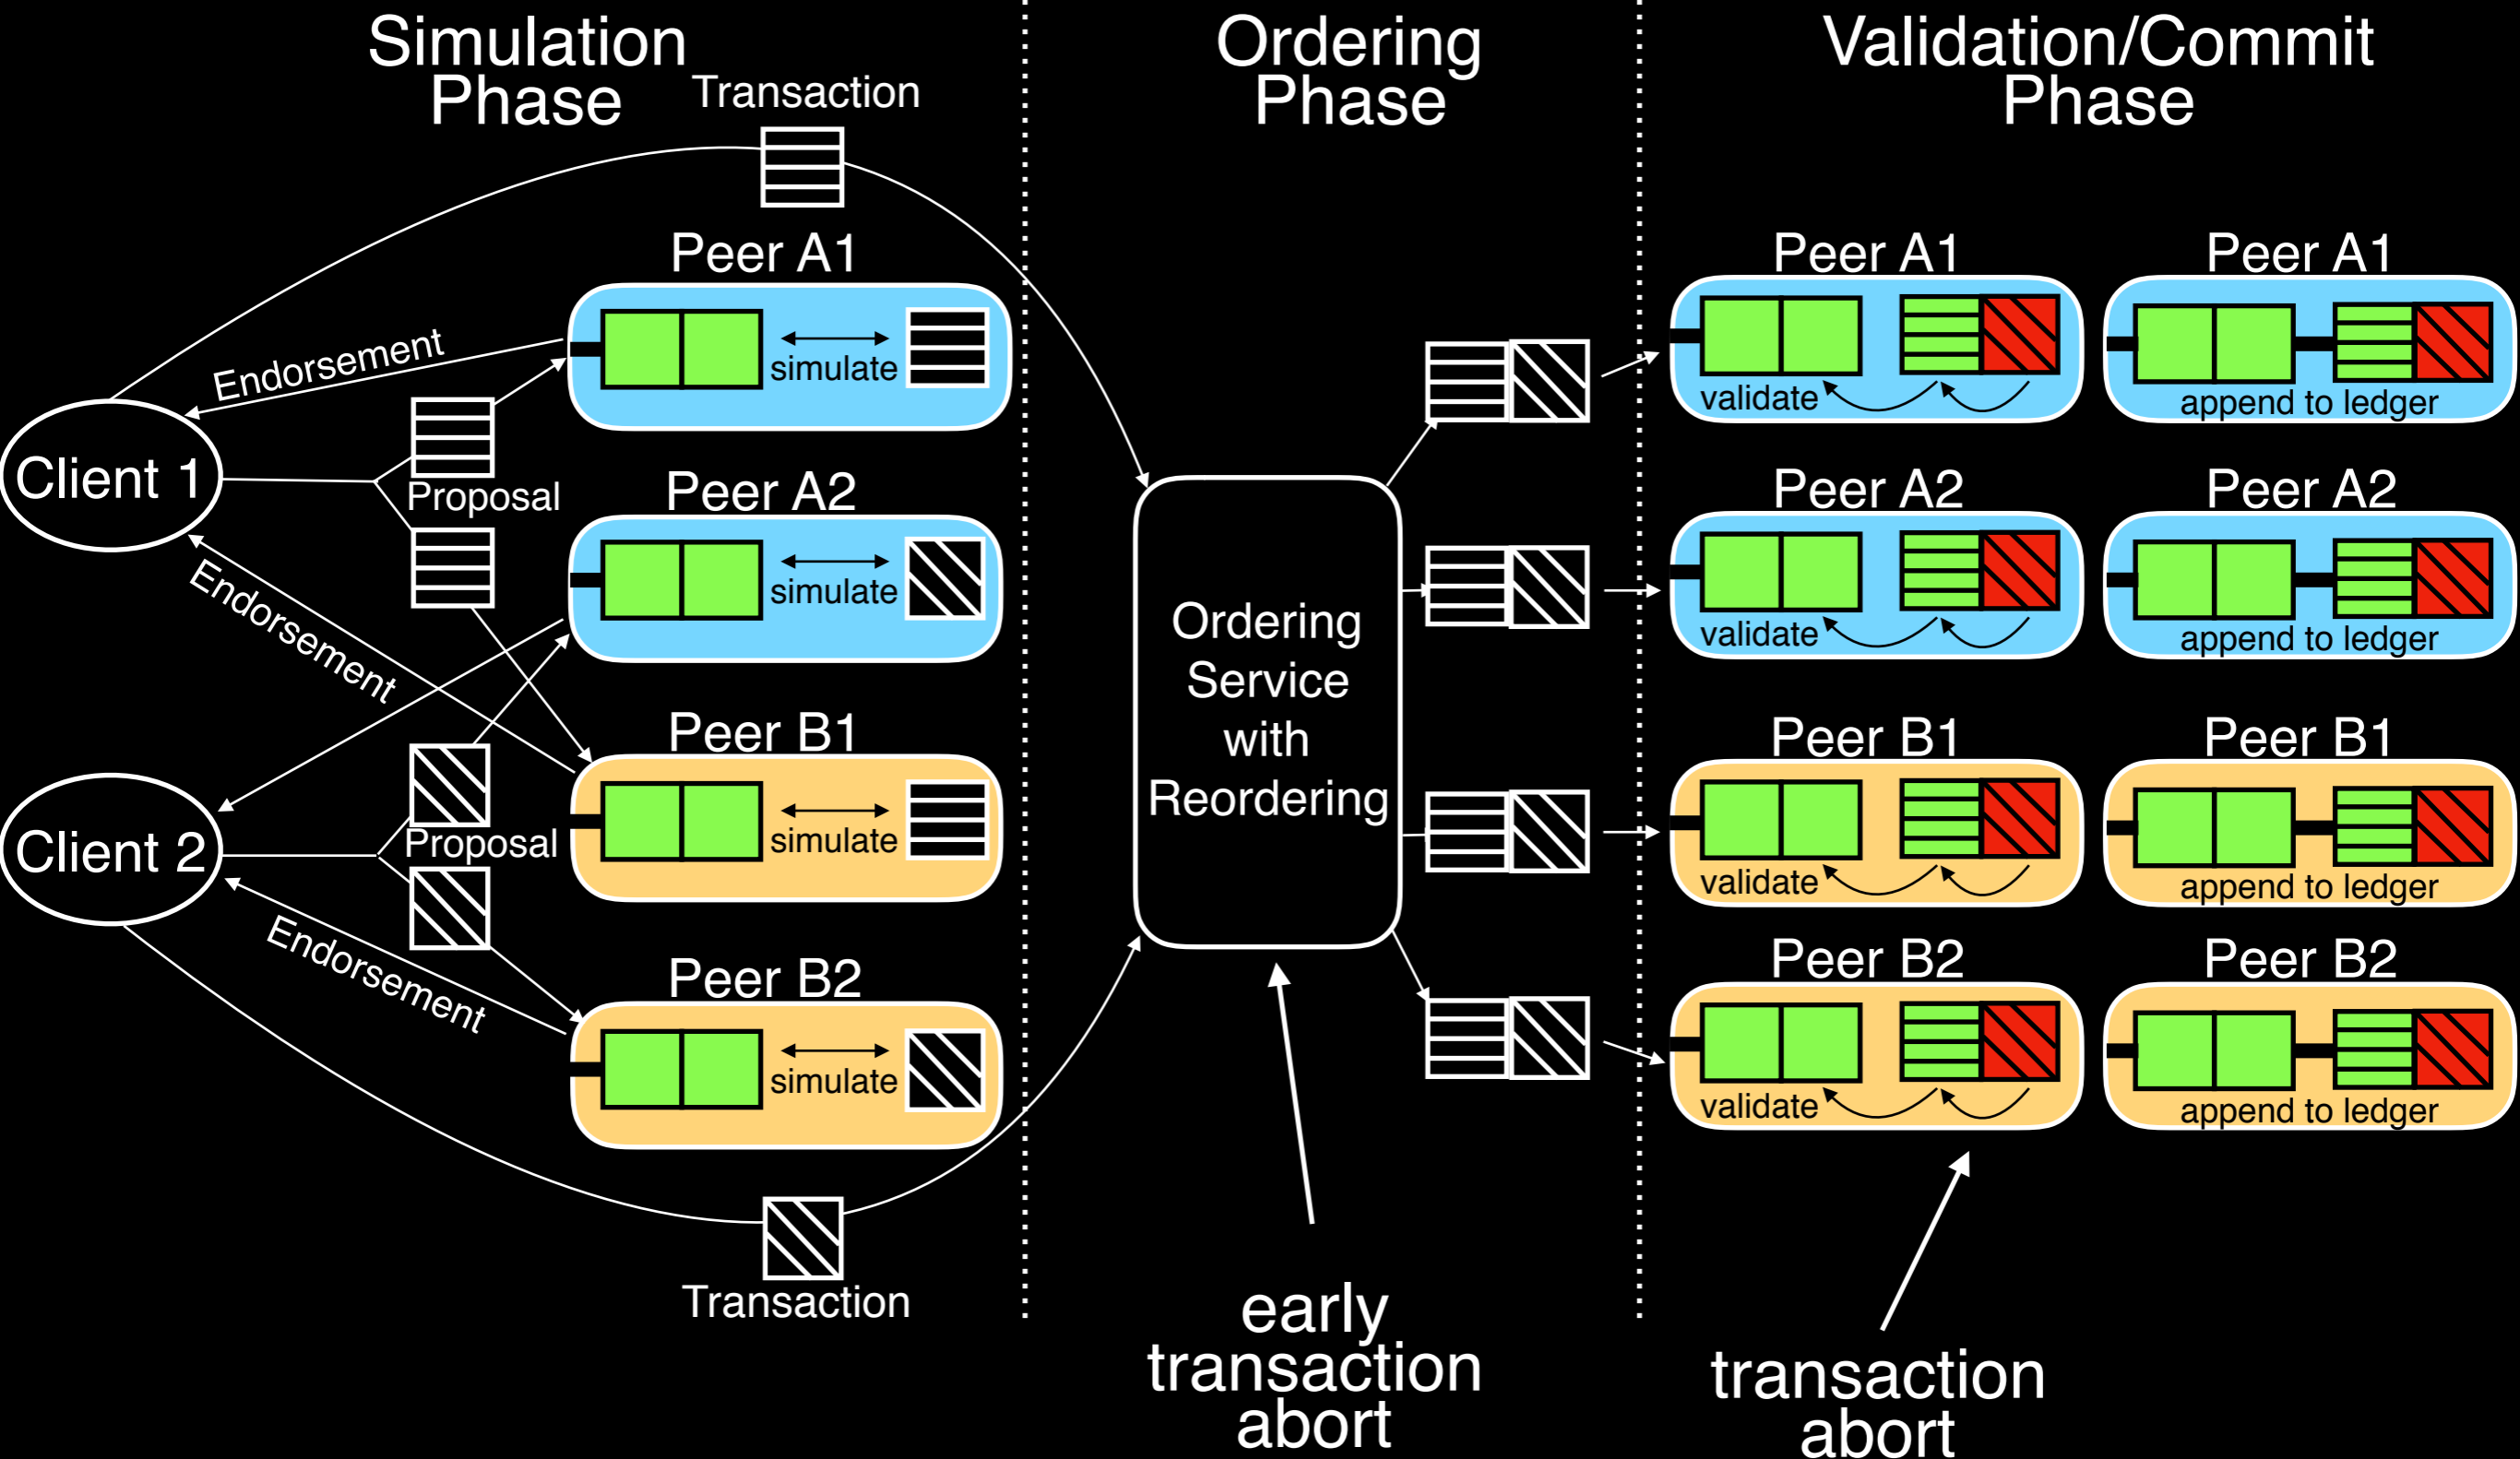 Simulation
Phase
Transaction
Peer A1
simulate
Endorsement
Client 1
Proposal
Peer A2
simulate
Endorsement
Peer B1
simulate
Client 2
Proposal
Endorsement
Peer B2
simulate
Transaction
Ordering
Phase
Ordering
Service
with
Reordering
early
transaction
abort
Validation/Commit
Phase
Peer A1
validate
Peer A1
append to ledger
Peer A2
validate
Peer A2
append to ledger
Peer B1
validate
Peer B1
append to ledger
Peer B2
validate
Peer B2
append to ledger
transaction
abort